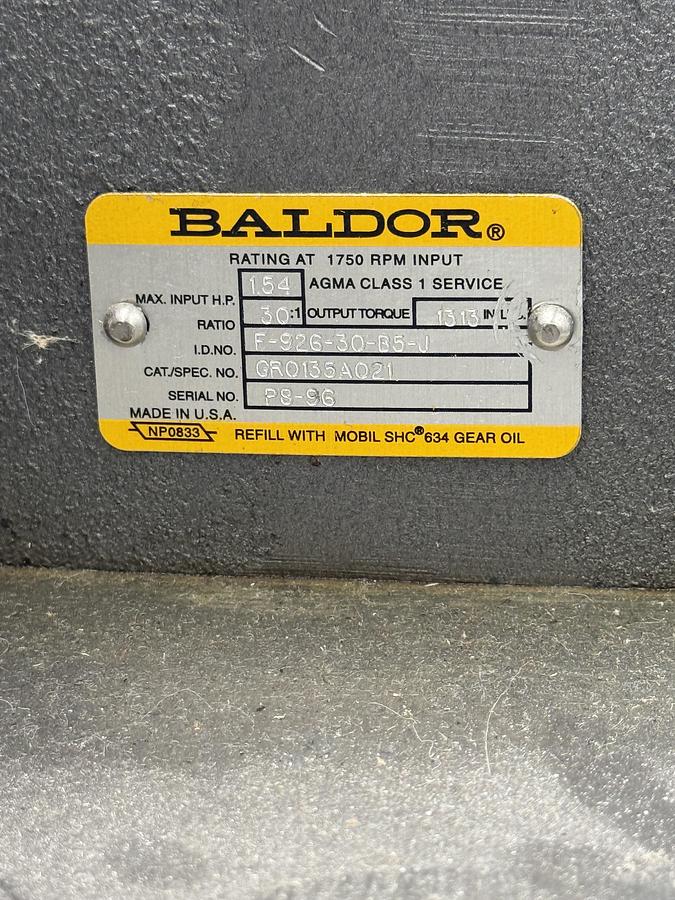 BALDOR®
RATING AT 1750 RPM INPUT
MAX. INPUT H.P. 1.54 AGMA CLASS 1 SERVICE
RATIO 30:1 OUTPUT TORQUE 1313 IN
I.D.NO. F-926-30-B5-J
CAT./SPEC. NO. GR0135A021
SERIAL NO. P8-96
MADE IN U.S.A.
NP0833 REFILL WITH MOBIL SHC® 634 GEAR OIL